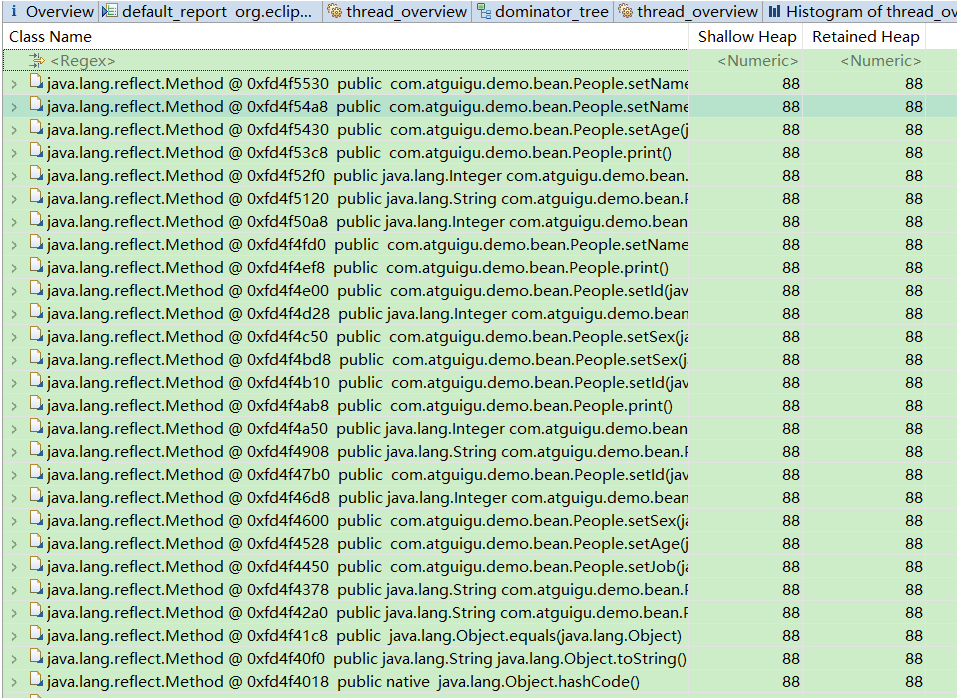 i Overview default_report org.eclip... thread_overview dominator_tree thread_overview Histogram of thread_ov
Class Name Shallow Heap Retained Heap
<Regex> <Numeric> <Numeric>
java.lang.reflect.Method @ 0xfd4f5530 public com.atguigu.demo.bean.People.setName 88 88
java.lang.reflect.Method @ 0xfd4f54a8 public com.atguigu.demo.bean.People.setName 88 88
java.lang.reflect.Method @ 0xfd4f5430 public com.atguigu.demo.bean.People.setAge(j 88 88
java.lang.reflect.Method @ 0xfd4f53c8 public com.atguigu.demo.bean.People.print() 88 88
java.lang.reflect.Method @ 0xfd4f52f0 public java.lang.Integer com.atguigu.demo.bean. 88 88
java.lang.reflect.Method @ 0xfd4f5120 public java.lang.String com.atguigu.demo.bean.P 88 88
java.lang.reflect.Method @ 0xfd4f50a8 public java.lang.Integer com.atguigu.demo.bean 88 88
java.lang.reflect.Method @ 0xfd4f4fd0 public com.atguigu.demo.bean.People.setName 88 88
java.lang.reflect.Method @ 0xfd4f4ef8 public com.atguigu.demo.bean.People.print() 88 88
java.lang.reflect.Method @ 0xfd4f4e00 public com.atguigu.demo.bean.People.setId(jav 88 88
java.lang.reflect.Method @ 0xfd4f4d28 public java.lang.Integer com.atguigu.demo.bean 88 88
java.lang.reflect.Method @ 0xfd4f4c50 public com.atguigu.demo.bean.People.setSex(ja 88 88
java.lang.reflect.Method @ 0xfd4f4bd8 public com.atguigu.demo.bean.People.setSex(j 88 88
java.lang.reflect.Method @ 0xfd4f4b10 public com.atguigu.demo.bean.People.setId(jav 88 88
java.lang.reflect.Method @ 0xfd4f4ab8 public com.atguigu.demo.bean.People.print() 88 88
java.lang.reflect.Method @ 0xfd4f4a50 public java.lang.Integer com.atguigu.demo.bean 88 88
java.lang.reflect.Method @ 0xfd4f4908 public java.lang.String com.atguigu.demo.bean.P 88 88
java.lang.reflect.Method @ 0xfd4f47b0 public com.atguigu.demo.bean.People.setId(jav 88 88
java.lang.reflect.Method @ 0xfd4f46d8 public java.lang.Integer com.atguigu.demo.bean 88 88
java.lang.reflect.Method @ 0xfd4f4600 public com.atguigu.demo.bean.People.setSex(ja 88 88
java.lang.reflect.Method @ 0xfd4f4528 public com.atguigu.demo.bean.People.setAge(j 88 88
java.lang.reflect.Method @ 0xfd4f4450 public com.atguigu.demo.bean.People.setJob(ja 88 88
java.lang.reflect.Method @ 0xfd4f4378 public java.lang.String com.atguigu.demo.bean.P 88 88
java.lang.reflect.Method @ 0xfd4f42a0 public java.lang.String com.atguigu.demo.bean.P 88 88
java.lang.reflect.Method @ 0xfd4f41c8 public java.lang.Object.equals(java.lang.Object) 88 88
java.lang.reflect.Method @ 0xfd4f40f0 public java.lang.String java.lang.Object.toString() 88 88
java.lang.reflect.Method @ 0xfd4f4018 public native java.lang.Object.hashCode() 88 88